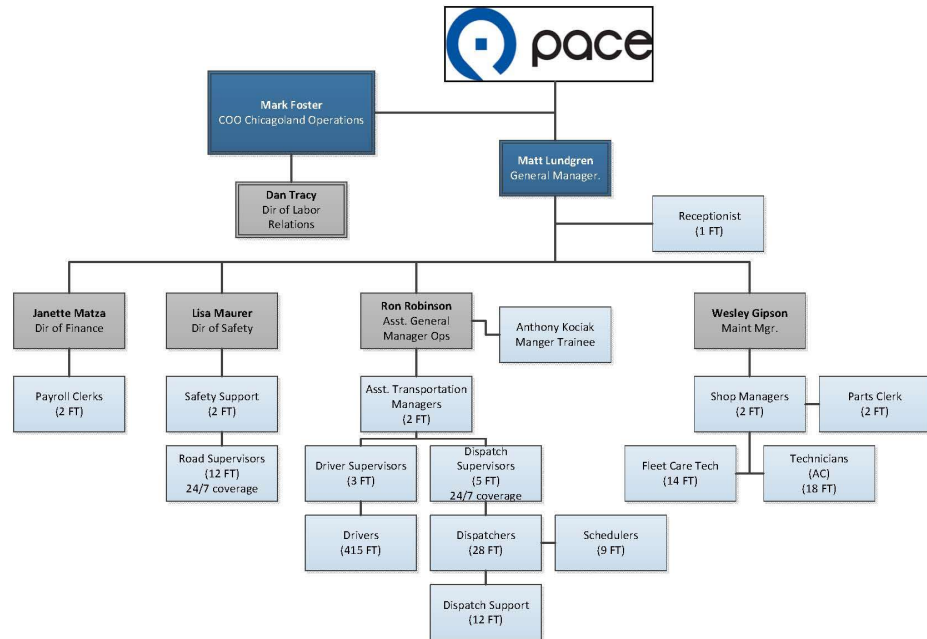 pace
Mark Foster
COO Chicagoland Operations
Matt Lundgren
General Manager.
Dan Tracy
Dir of Labor
Relations
Receptionist
(1 FT)
Janette Matza
Dir of Finance
Lisa Maurer
Dir of Safety
Ron Robinson
Asst. General
Manager Ops
Anthony Kociak
Manger Trainee
Wesley Gipson
Maint Mgr.
Payroll Clerks
(2 FT)
Safety Support
(2 FT)
Asst. Transportation
Managers
(2 FT)
Shop Managers
(2 FT)
Parts Clerk
(2 FT)
Road Supervisors
(12 FT)
24/7 coverage
Driver Supervisors
(3 FT)
Dispatch
Supervisors
(5 FT)
24/7 coverage
Fleet Care Tech
(14 FT)
Technicians
(AC)
(18 FT)
Drivers
(415 FT)
Dispatchers
(28 FT)
Schedulers
(9 FT)
Dispatch Support
(12 FT)